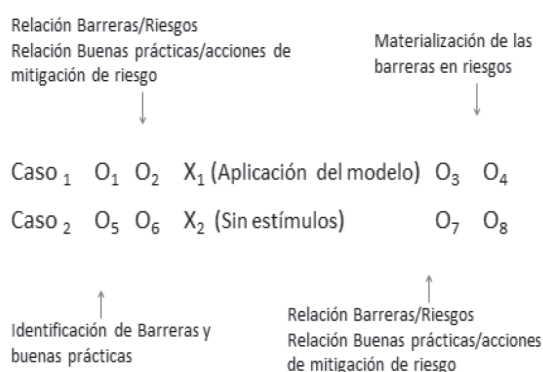 Relación Barreras/Riesgos
Relación Buenas prácticas/acciones de
mitigación de riesgo
Materialización de las
barreras en riesgos
Caso 1 O1 O2 X1 (Aplicación del modelo) O3 O4
Caso 2 O5 O6 X2 (Sin estímulos) O7 O8
Identificación de Barreras y
buenas prácticas
Relación Barreras/Riesgos
Relación Buenas prácticas/acciones
de mitigación de riesgo